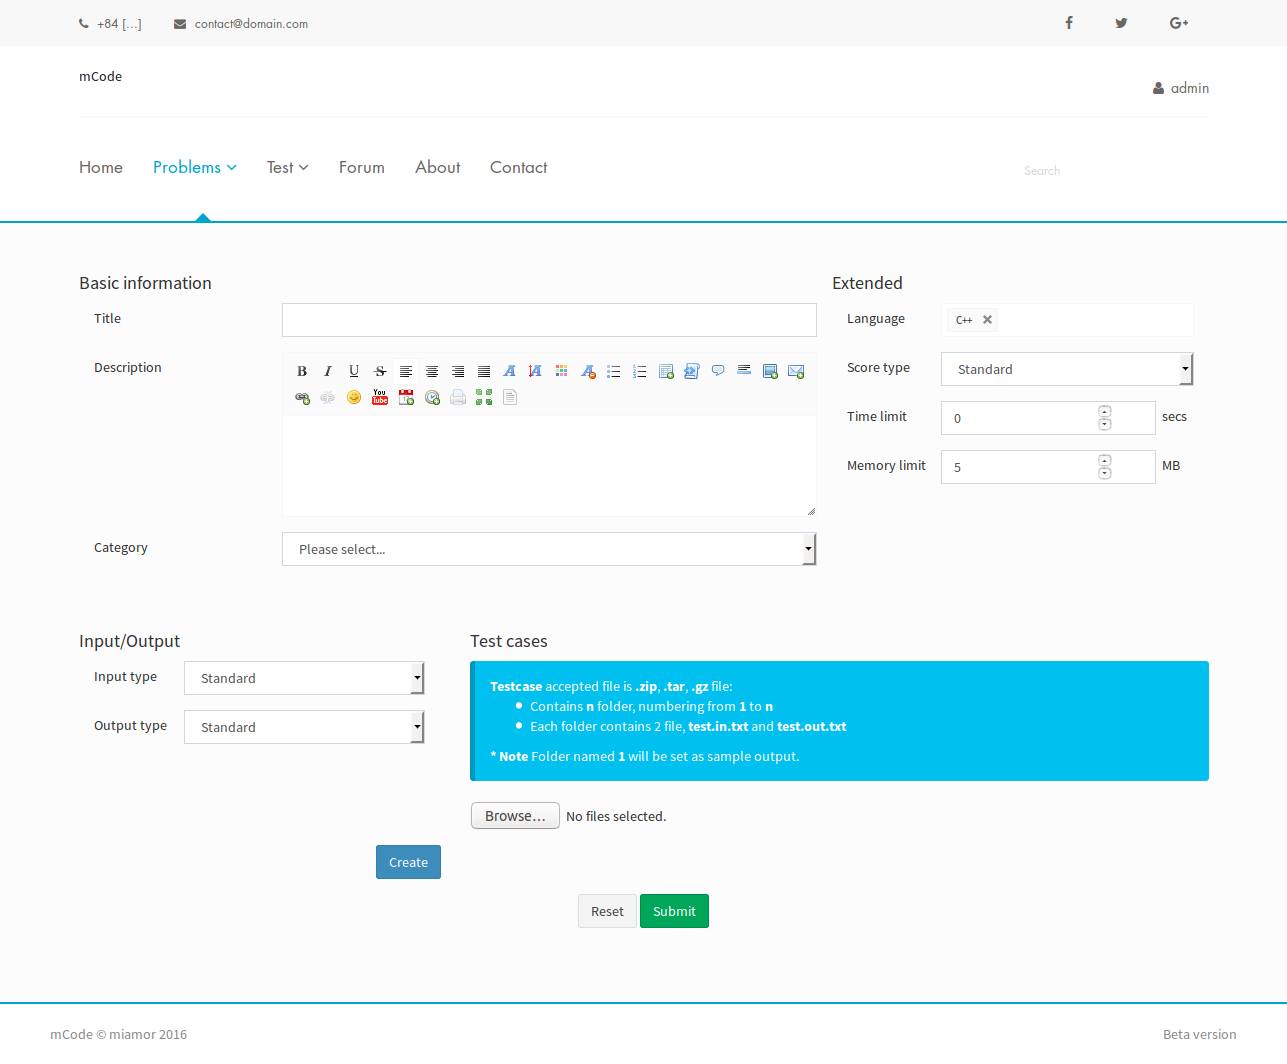 +84 [...] contact@domain.com
mCode
admin
Home Problems Test Forum About Contact Search
Basic information
Title
Description
B I U S
You Tube
Category Please select...
Extended
Language C++
Score type Standard
Time limit 0 secs
Memory limit 5 MB
Input/Output
Input type Standard
Output type Standard
Create
Test cases
Testcase accepted file is .zip, .tar, .gz file:
Contains n folder, numbering from 1 to n
Each folder contains 2 file, test.in.txt and test.out.txt
* Note Folder named 1 will be set as sample output.
Browse... No files selected.
Reset Submit
mCode © miamor 2016 Beta version